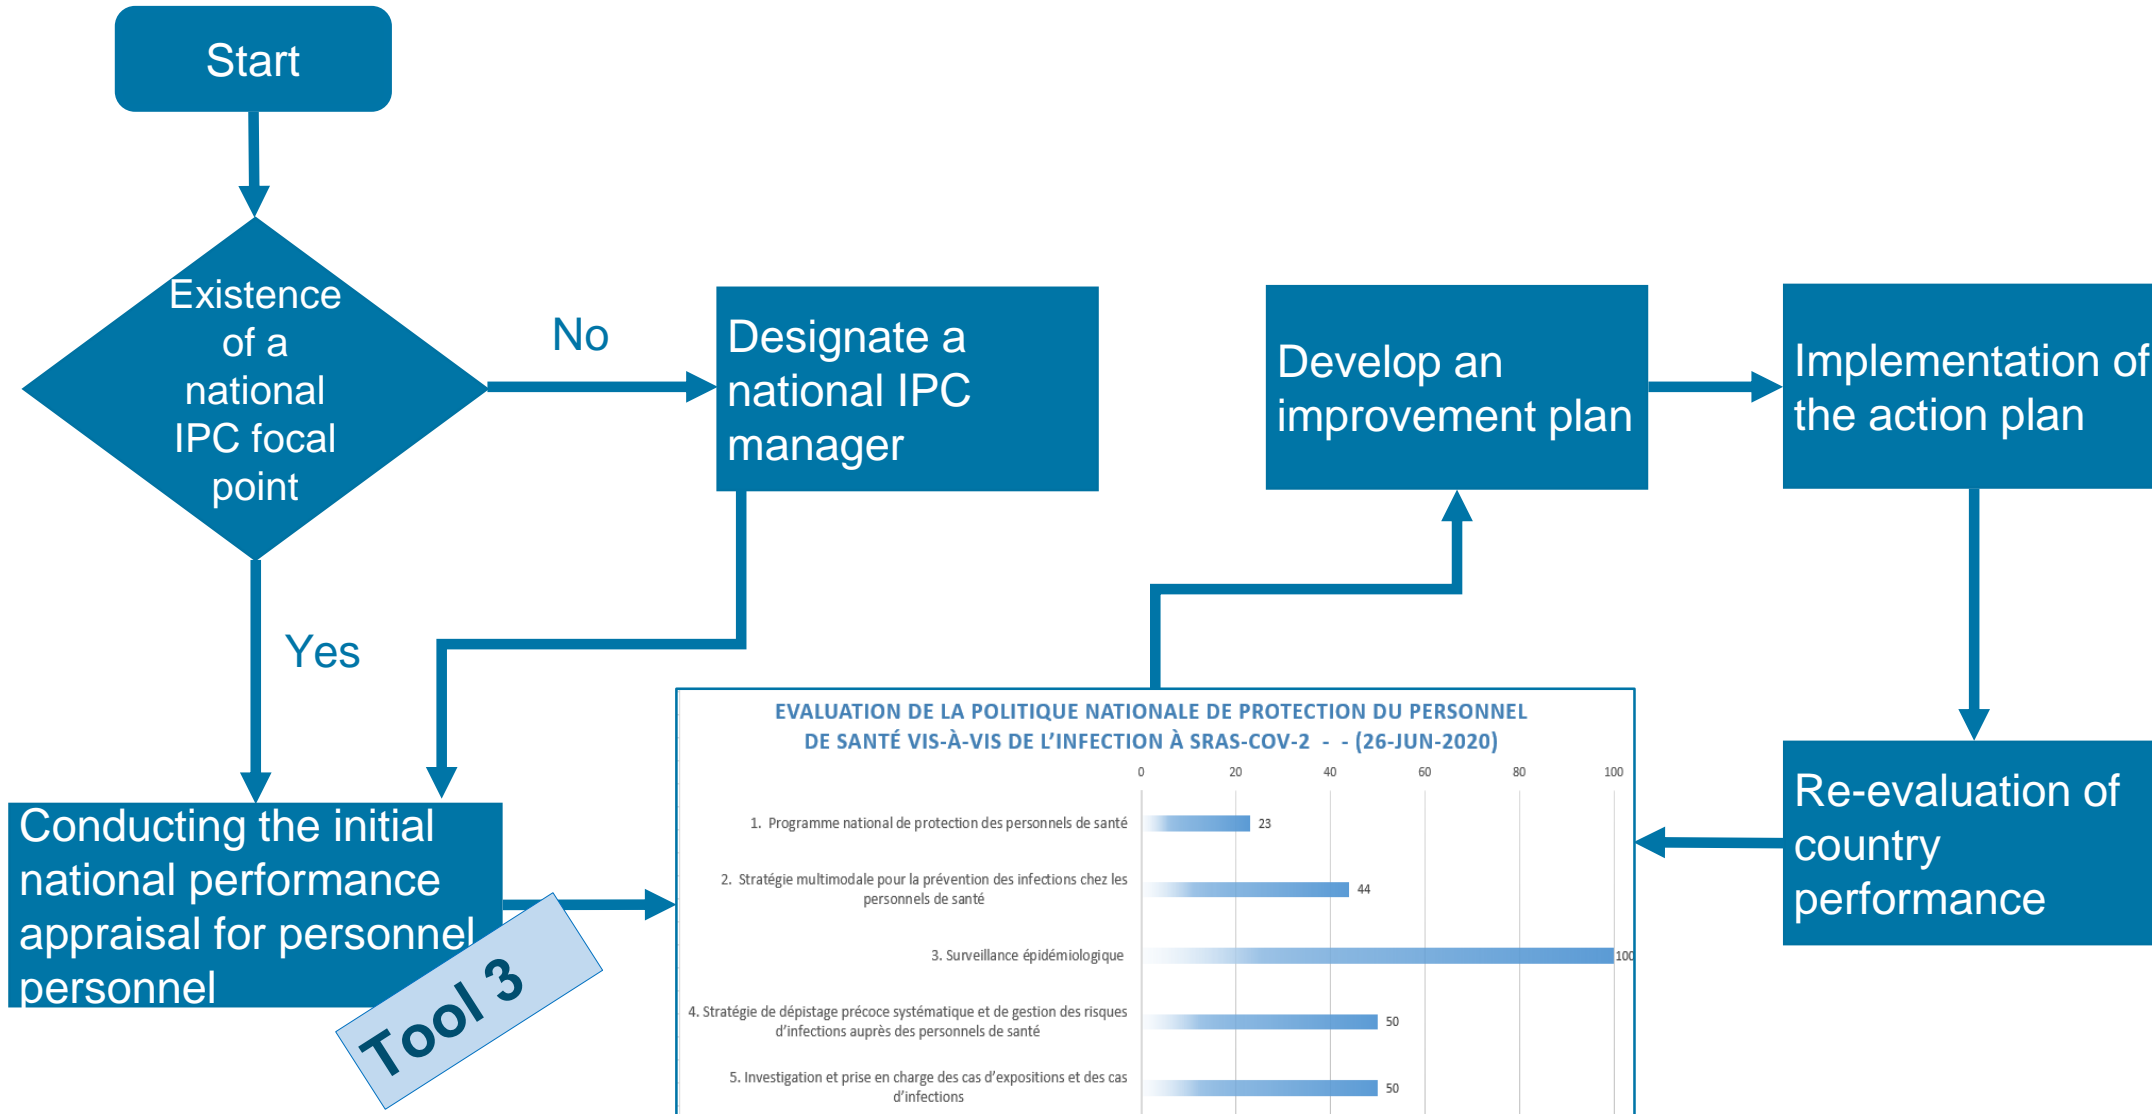 Start
Existence
of a
national
IPC focal
point
No
Designate a
national IPC
manager
Develop an
improvement plan
Implementation of
the action plan
Yes
Conducting the initial
national performance
appraisal for personnel
personnel
Tool 3
EVALUATION DE LA POLITIQUE NATIONALE DE PROTECTION DU PERSONNEL
DE SANTÉ VIS-À-VIS DE L'INFECTION À SRAS-COV-2 - - (26-JUN-2020)
0 20 40 60 80 100
1. Programme national de protection des personnels de santé 23
2. Stratégie multimodale pour la prévention des infections chez les
personnels de santé
44
3. Surveillance épidémiologique 100
4. Stratégie de dépistage précoce systématique et de gestion des risques
d'infections auprès des personnels de santé
50
5. Investigation et prise en charge des cas d'expositions et des cas
d'infections
50
Re-evaluation of
country
performance